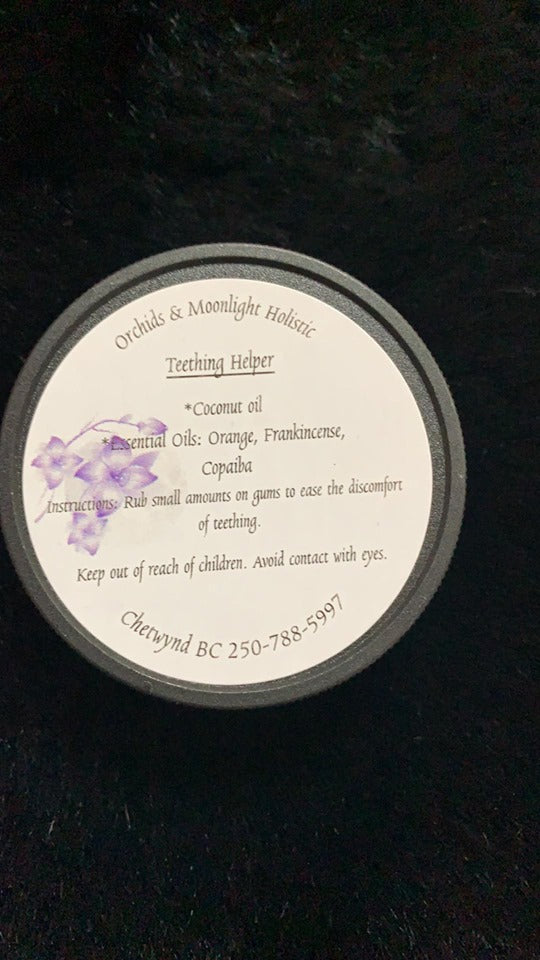 Orchids & Moonlight Holistic
Teething Helper
*Coconut oil
*Essential Oils: Orange, Frankincense,
Copaiba
Instructions: Rub small amounts on gums to ease the discomfort
of teething.
Keep out of reach of children. Avoid contact with eyes.
Chetwynd BC 250-788-5997